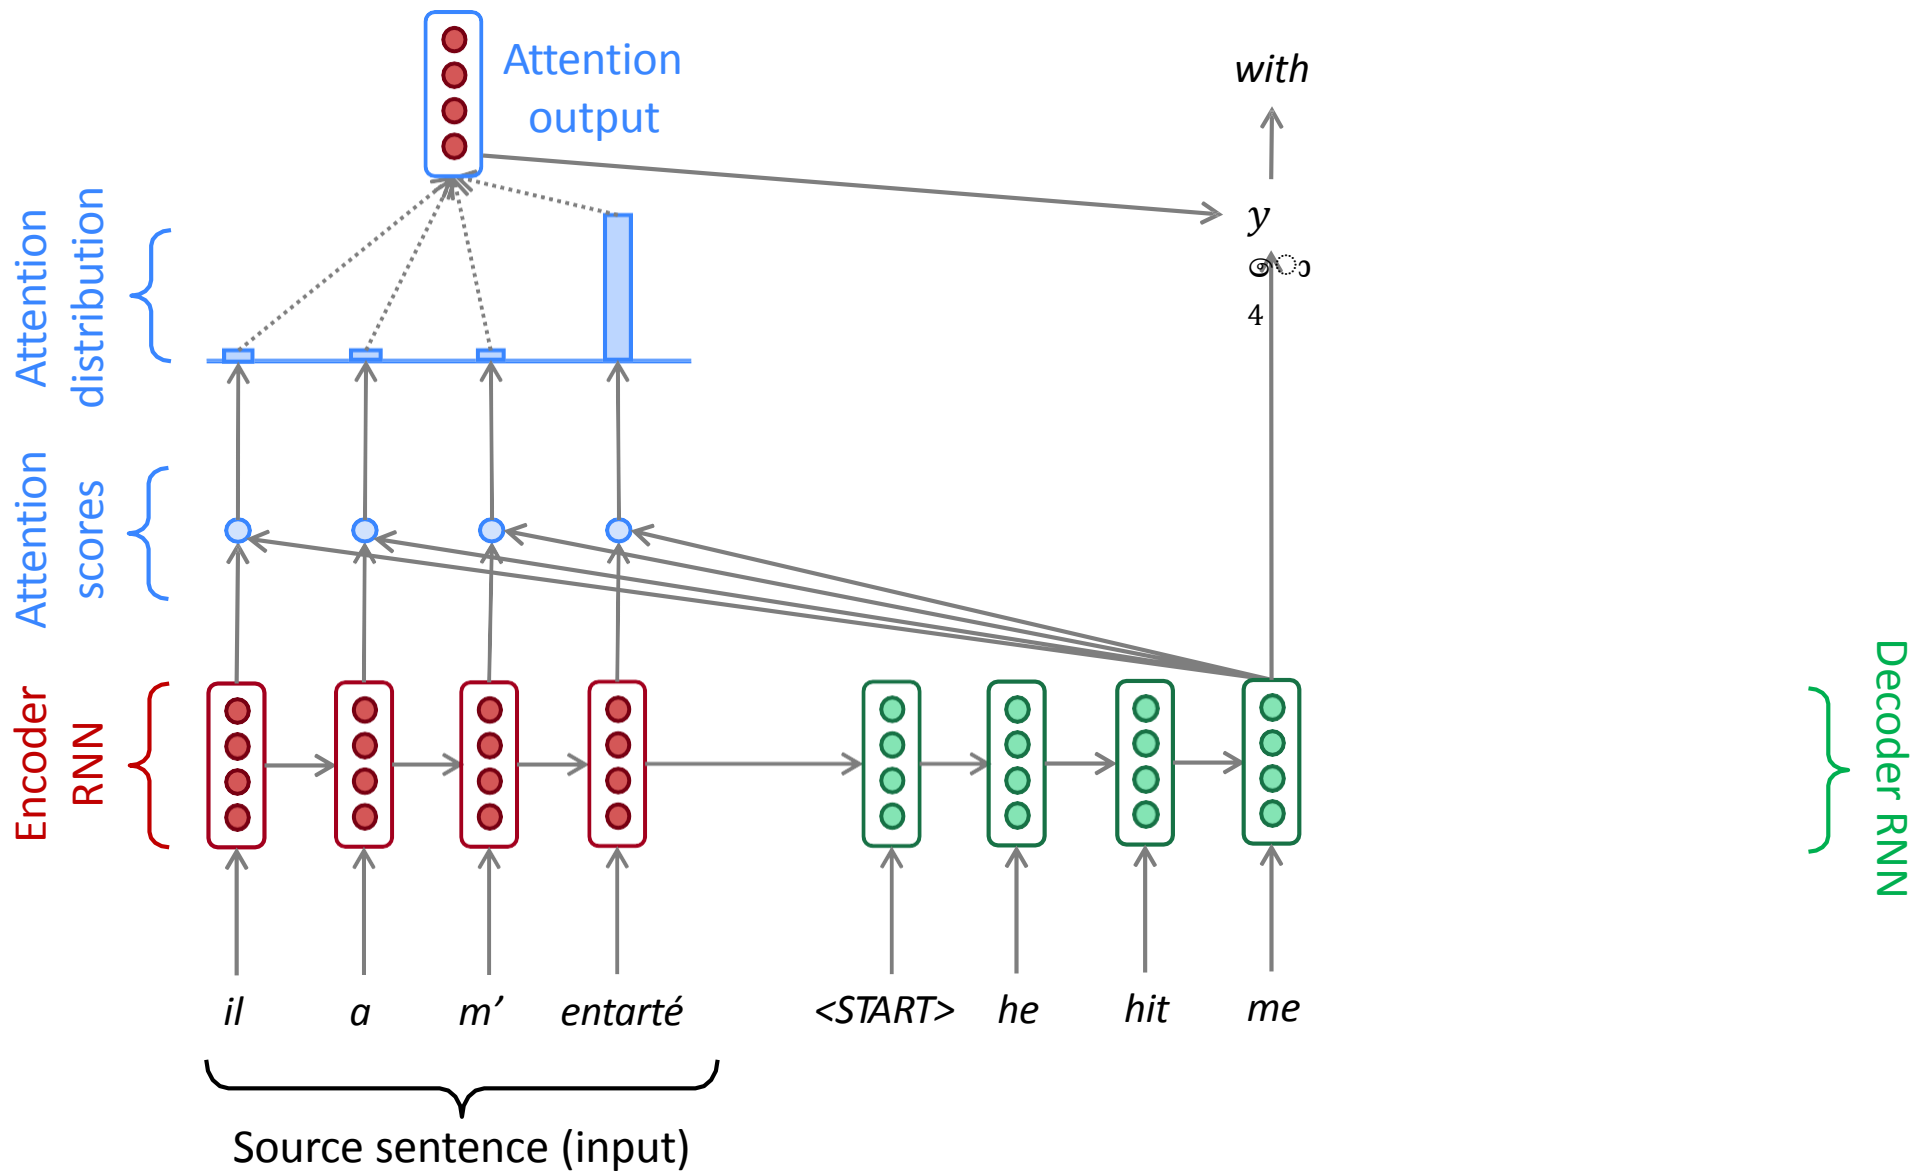 Attention
output
with
y
4
Attention
distribution
Attention
scores
Encoder
RNN
Decoder RNN
il a m’ entarté <START> he hit me
Source sentence (input)